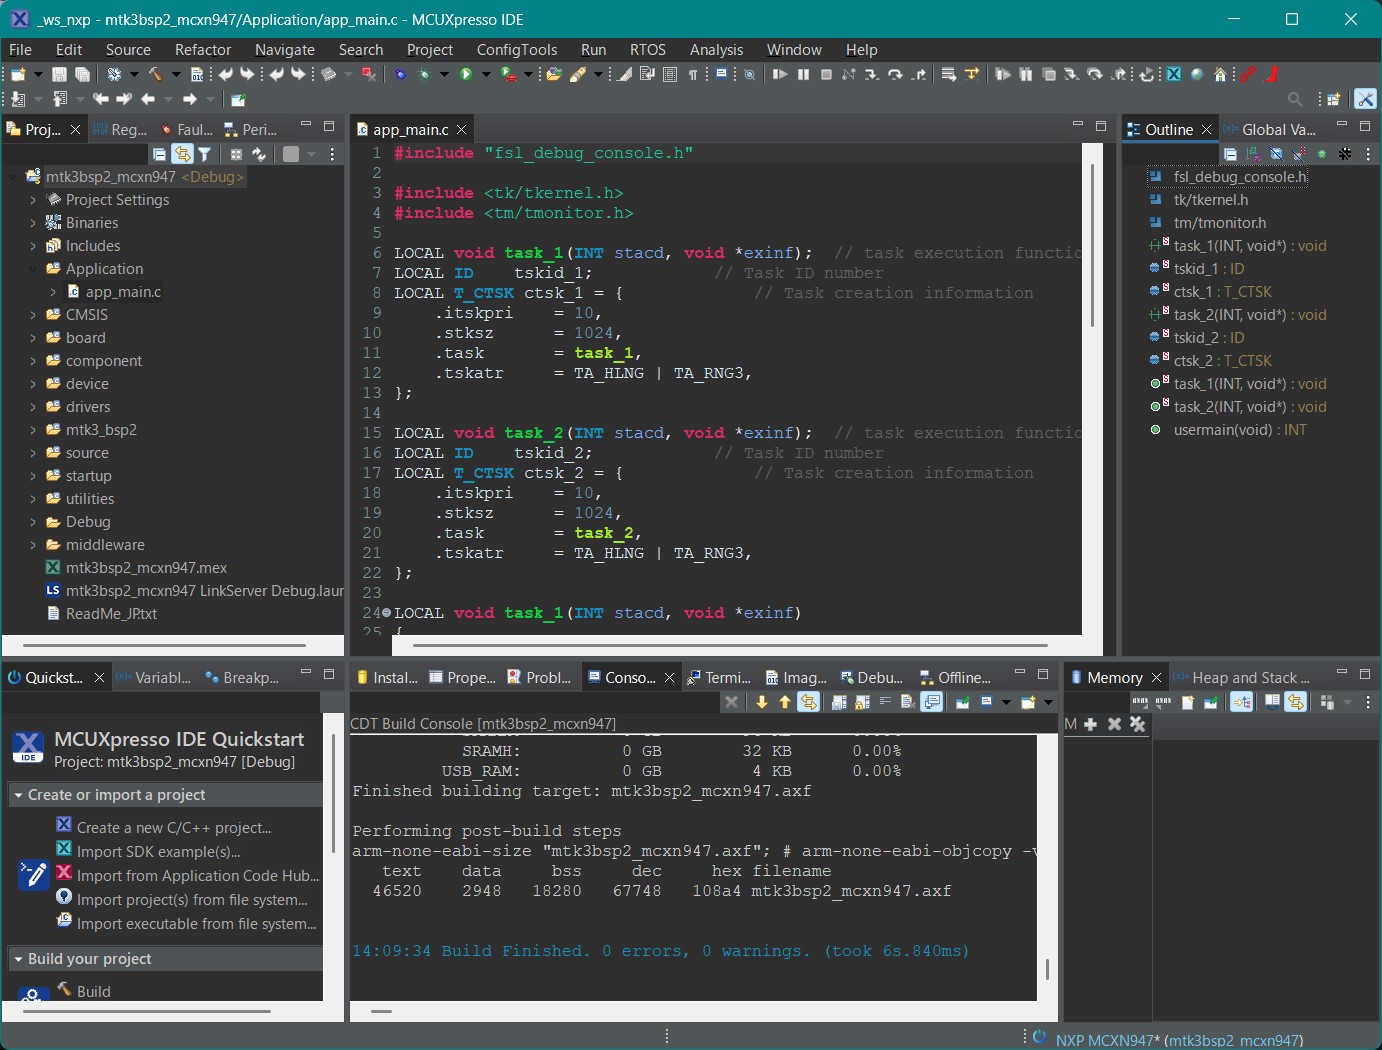 _ws_nxp - mtk3bsp2_mcxn947/Application/app_main.c - MCUXpresso IDE
File Edit Source Refactor Navigate Search Project ConfigTools Run RTOS Analysis Window Help
Proj... Reg... Faul... Peri...
mtk3bsp2_mcxn947 <Debug>
Project Settings
Binaries
Includes
Application
app_main.c
CMSIS
board
component
device
drivers
mtk3_bsp2
source
startup
utilities
Debug
middleware
mtk3bsp2_mcxn947.mex
LS mtk3bsp2_mcxn947 LinkServer Debug.laun
ReadMe_JP.txt
app_main.c
1 #include "fsl_debug_console.h"
2
3 #include <tk/tkernel.h>
4 #include <tm/tmonitor.h>
5
6 LOCAL void task_1(INT stacd, void *exinf);  // task execution functio
7 LOCAL ID    tskid_1;            // Task ID number
8 LOCAL T_CTSK ctsk_1 = {             // Task creation information
9     .itskpri    = 10,
10     .stksz      = 1024,
11     .task       = task_1,
12     .tskatr     = TA_HLNG | TA_RNG3,
13 };
14
15 LOCAL void task_2(INT stacd, void *exinf);  // task execution functio
16 LOCAL ID    tskid_2;            // Task ID number
17 LOCAL T_CTSK ctsk_2 = {             // Task creation information
18     .itskpri    = 10,
19     .stksz      = 1024,
20     .task       = task_2,
21     .tskatr     = TA_HLNG | TA_RNG3,
22 };
23
24 LOCAL void task_1(INT stacd, void *exinf)
25 {
Outline Global Va...
fsl_debug_console.h
tk/tkernel.h
tm/tmonitor.h
task_1(INT, void*) : void
tskid_1 : ID
ctsk_1 : T_CTSK
task_2(INT, void*) : void
tskid_2 : ID
ctsk_2 : T_CTSK
task_1(INT, void*) : void
task_2(INT, void*) : void
usermain(void) : INT
Quickst... Variabl... Breakp...
IDE
MCUXpresso IDE Quickstart
Project: mtk3bsp2_mcxn947 [Debug]
Create or import a project
Create a new C/C++ project...
Import SDK example(s)...
Import from Application Code Hub...
Import project(s) from file system...
Import executable from file system...
Build your project
Build
Instal... Prope... Probl... Conso... Termi... Imag... Debu... Offline...
CDT Build Console [mtk3bsp2_mcxn947]
SRAMH: 0 GB 32 KB 0.00%
USB_RAM: 0 GB 4 KB 0.00%
Finished building target: mtk3bsp2_mcxn947.axf
Performing post-build steps
arm-none-eabi-size "mtk3bsp2_mcxn947.axf"; # arm-none-eabi-objcopy -v
text data bss dec hex filename
46520 2948 18280 67748 108a4 mtk3bsp2_mcxn947.axf
14:09:34 Build Finished. 0 errors, 0 warnings. (took 6s.840ms)
Memory Heap and Stack ...
M
NXP MCXN947* (mtk3bsp2_mcxn947)